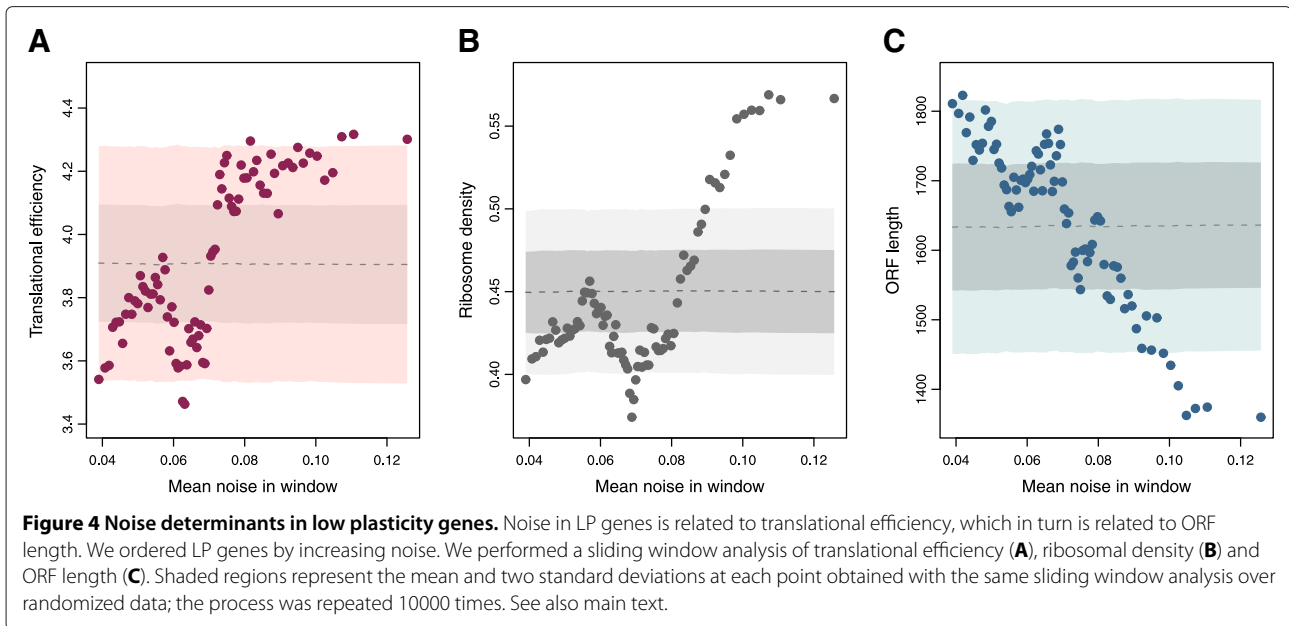 A
B
C
Translational efficiency
4.4
4.2
4.0
3.8
3.6
3.4
0.04
0.06
0.08
0.10
0.12
Mean noise in window
Ribosome density
0.55
0.50
0.45
0.40
0.04
0.06
0.08
0.10
0.12
Mean noise in window
ORF length
1800
1700
1600
1500
1400
0.04
0.06
0.08
0.10
0.12
Mean noise in window
Figure 4 Noise determinants in low plasticity genes. Noise in LP genes is related to translational efficiency, which in turn is related to ORF
length. We ordered LP genes by increasing noise. We performed a sliding window analysis of translational efficiency (A), ribosomal density (B) and
ORF length (C). Shaded regions represent the mean and two standard deviations at each point obtained with the same sliding window analysis over
randomized data; the process was repeated 10000 times. See also main text.